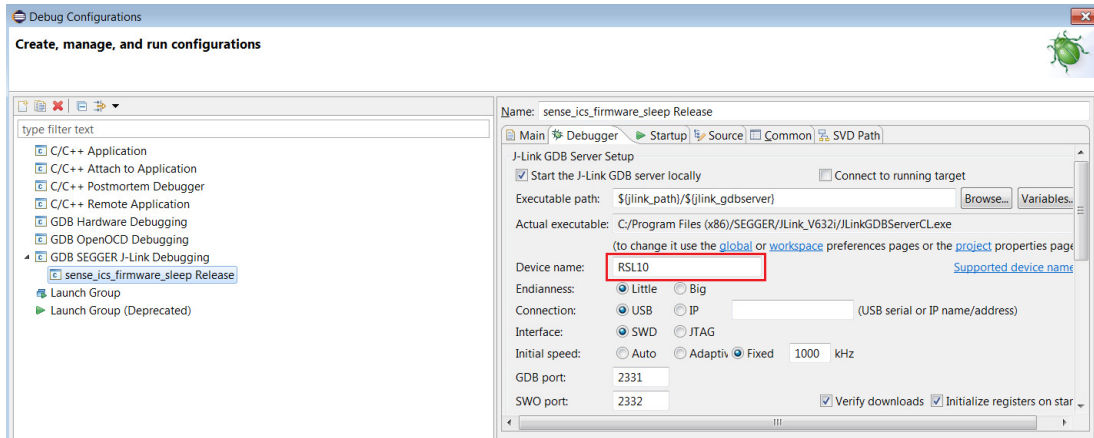 Debug Configurations
Create, manage, and run configurations
type filter text
C/C++ Application
C/C++ Attach to Application
C/C++ Postmortem Debugger
C/C++ Remote Application
GDB Hardware Debugging
GDB OpenOCD Debugging
GDB SEGGER J-Link Debugging
sense_ics_firmware_sleep Release
Launch Group
Launch Group (Deprecated)
Name: sense_ics_firmware_sleep Release
Main Debugger Startup Source Common SVD Path
J-Link GDB Server Setup
Start the J-Link GDB server locally Connect to running target
Executable path: ${jlink_path}/${jlink_gdbserver} Browse... Variables..
Actual executable: C:/Program Files (x86)/SEGGER/JLink_V632i/JLinkGDBServerCL.exe
(to change it use the global or workspace preferences pages or the project properties page
Device name: RSL10 Supported device name
Endianness: Little Big
Connection: USB IP (USB serial or IP name/address)
Interface: SWD JTAG
Initial speed: Auto Adaptiv Fixed 1000 kHz
GDB port: 2331
SWO port: 2332 Verify downloads Initialize registers on star